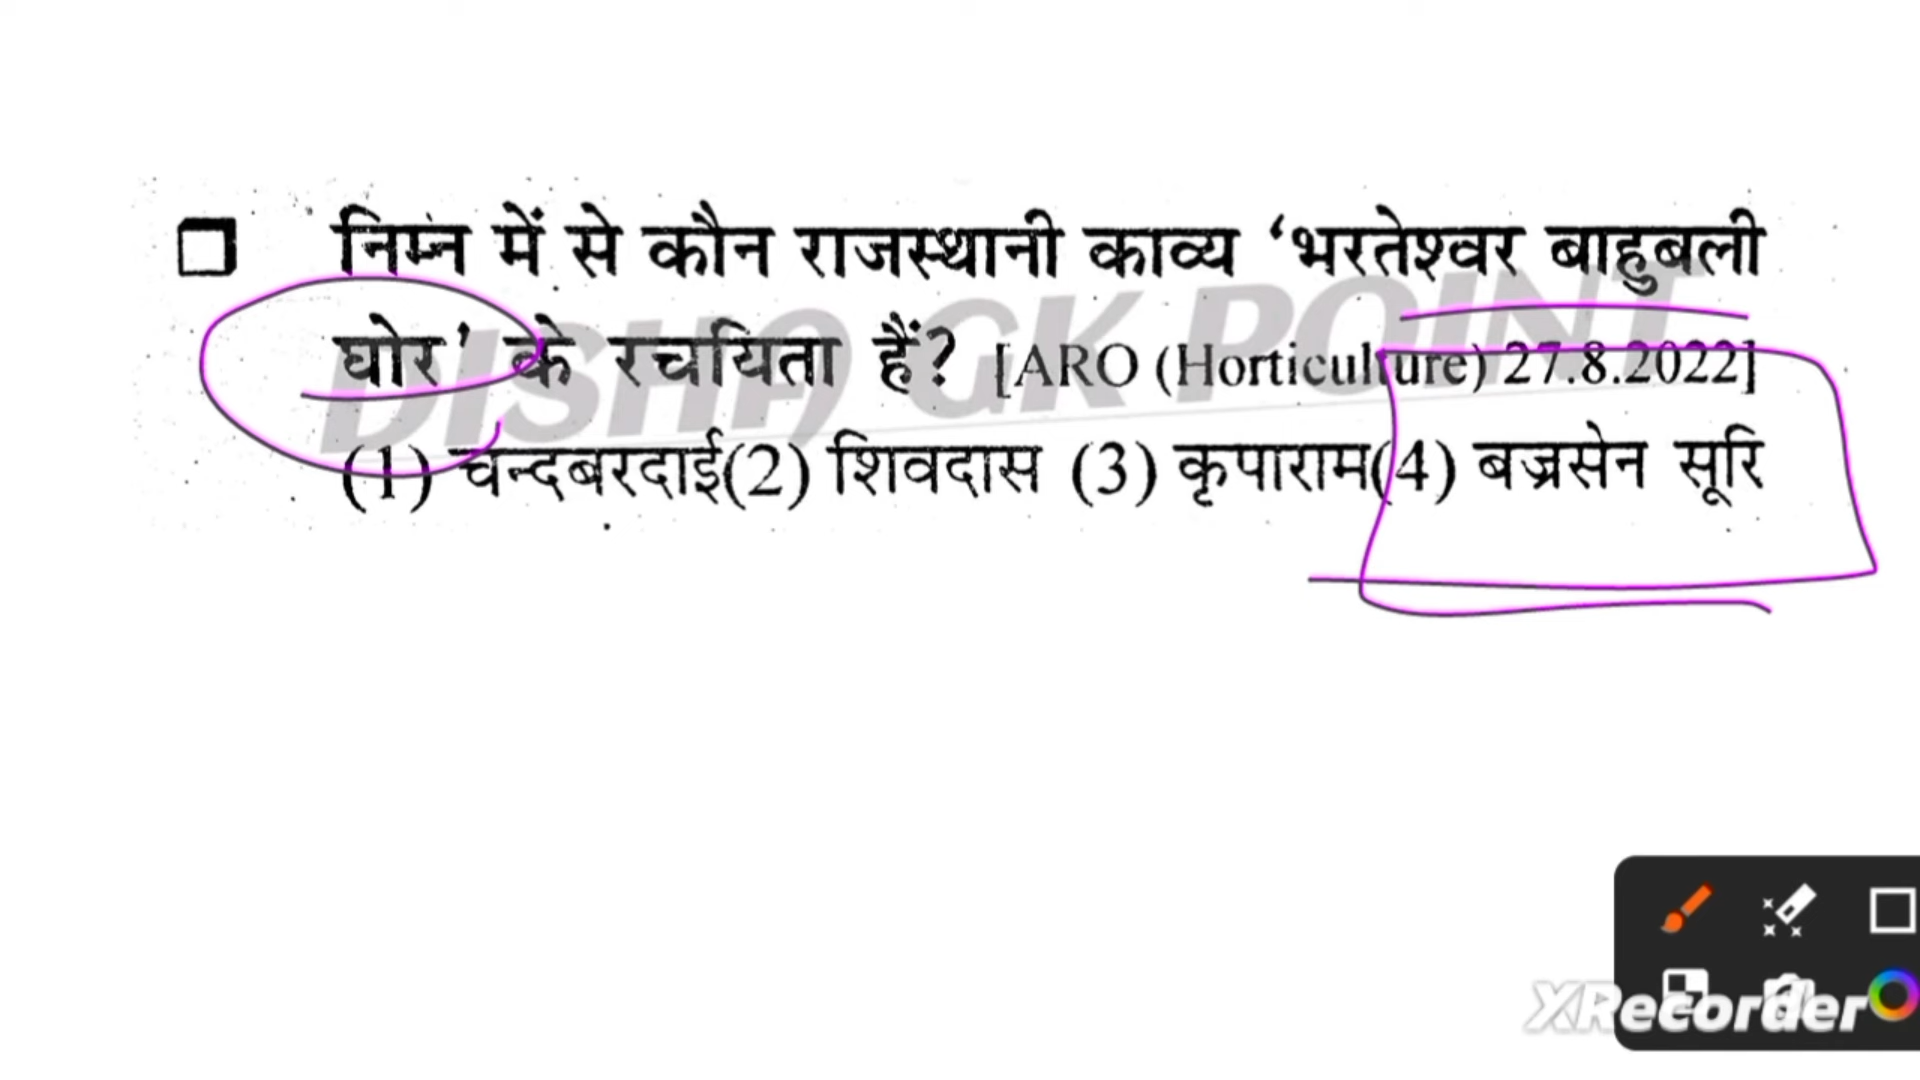 निम्न में से कौन राजस्थानी काव्य ‘भरतेश्वर बाहुबली
घोर’ के रचयिता हैं? [ARO (Horticulture) 27.8.2022]
(1) चन्दबरदाई(2) शिवदास (3) कृपाराम(4) बज्रसेन सूरि
DISHA GK POINT
XRecorder